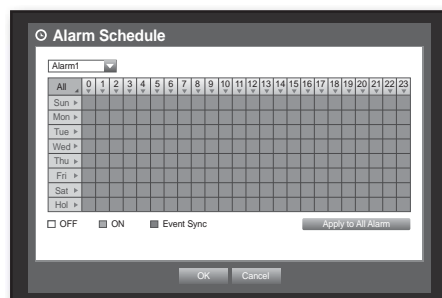 Alarm Schedule
Alarm1
All 0 1 2 3 4 5 6 7 8 9 10 11 12 13 14 15 16 17 18 19 20 21 22 23
Sun
Mon
Tue
Wed
Thu
Fri
Sat
Hol
OFF ON Event Sync Apply to All Alarm
OK Cancel